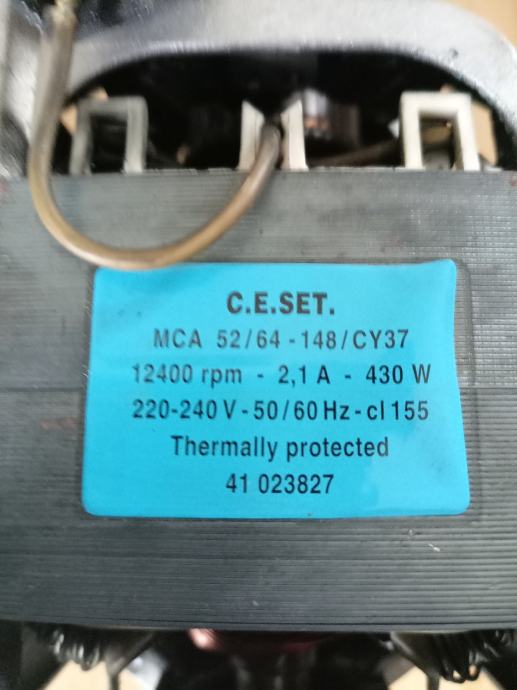 C.E.SET.
MCA 52/64 - 148/CY37
12400 rpm - 2,1 A - 430 W
220-240 V - 50/60 Hz - cl 155
Thermally protected
41 023827